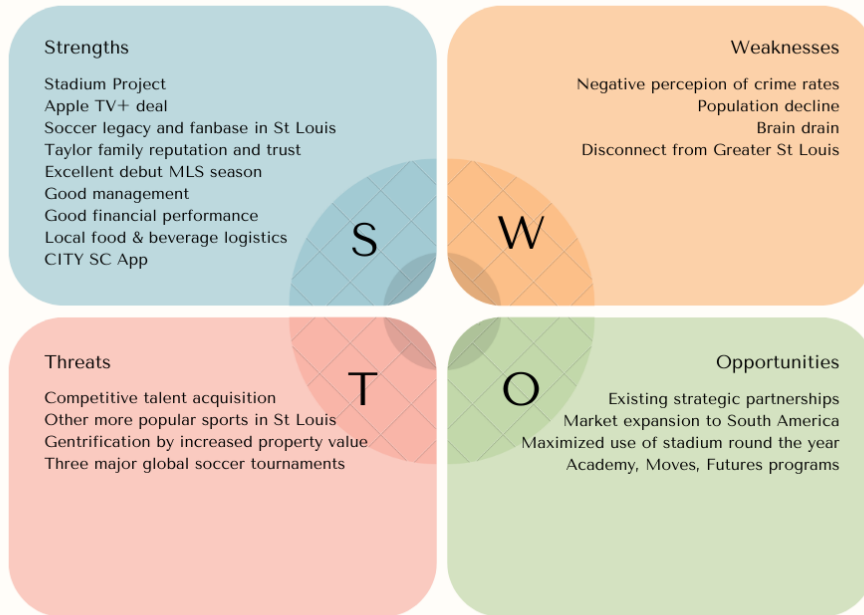 Strengths
Stadium Project
Apple TV+ deal
Soccer legacy and fanbase in St Louis
Taylor family reputation and trust
Excellent debut MLS season
Good management
Good financial performance
Local food & beverage logistics
CITY SC App
S
Weaknesses
Negative percepion of crime rates
Population decline
Brain drain
Disconnect from Greater St Louis
W
Threats
Competitive talent acquisition
Other more popular sports in St Louis
Gentrification by increased property value
Three major global soccer tournaments
T
Opportunities
Existing strategic partnerships
Market expansion to South America
Maximized use of stadium round the year
Academy, Moves, Futures programs
O